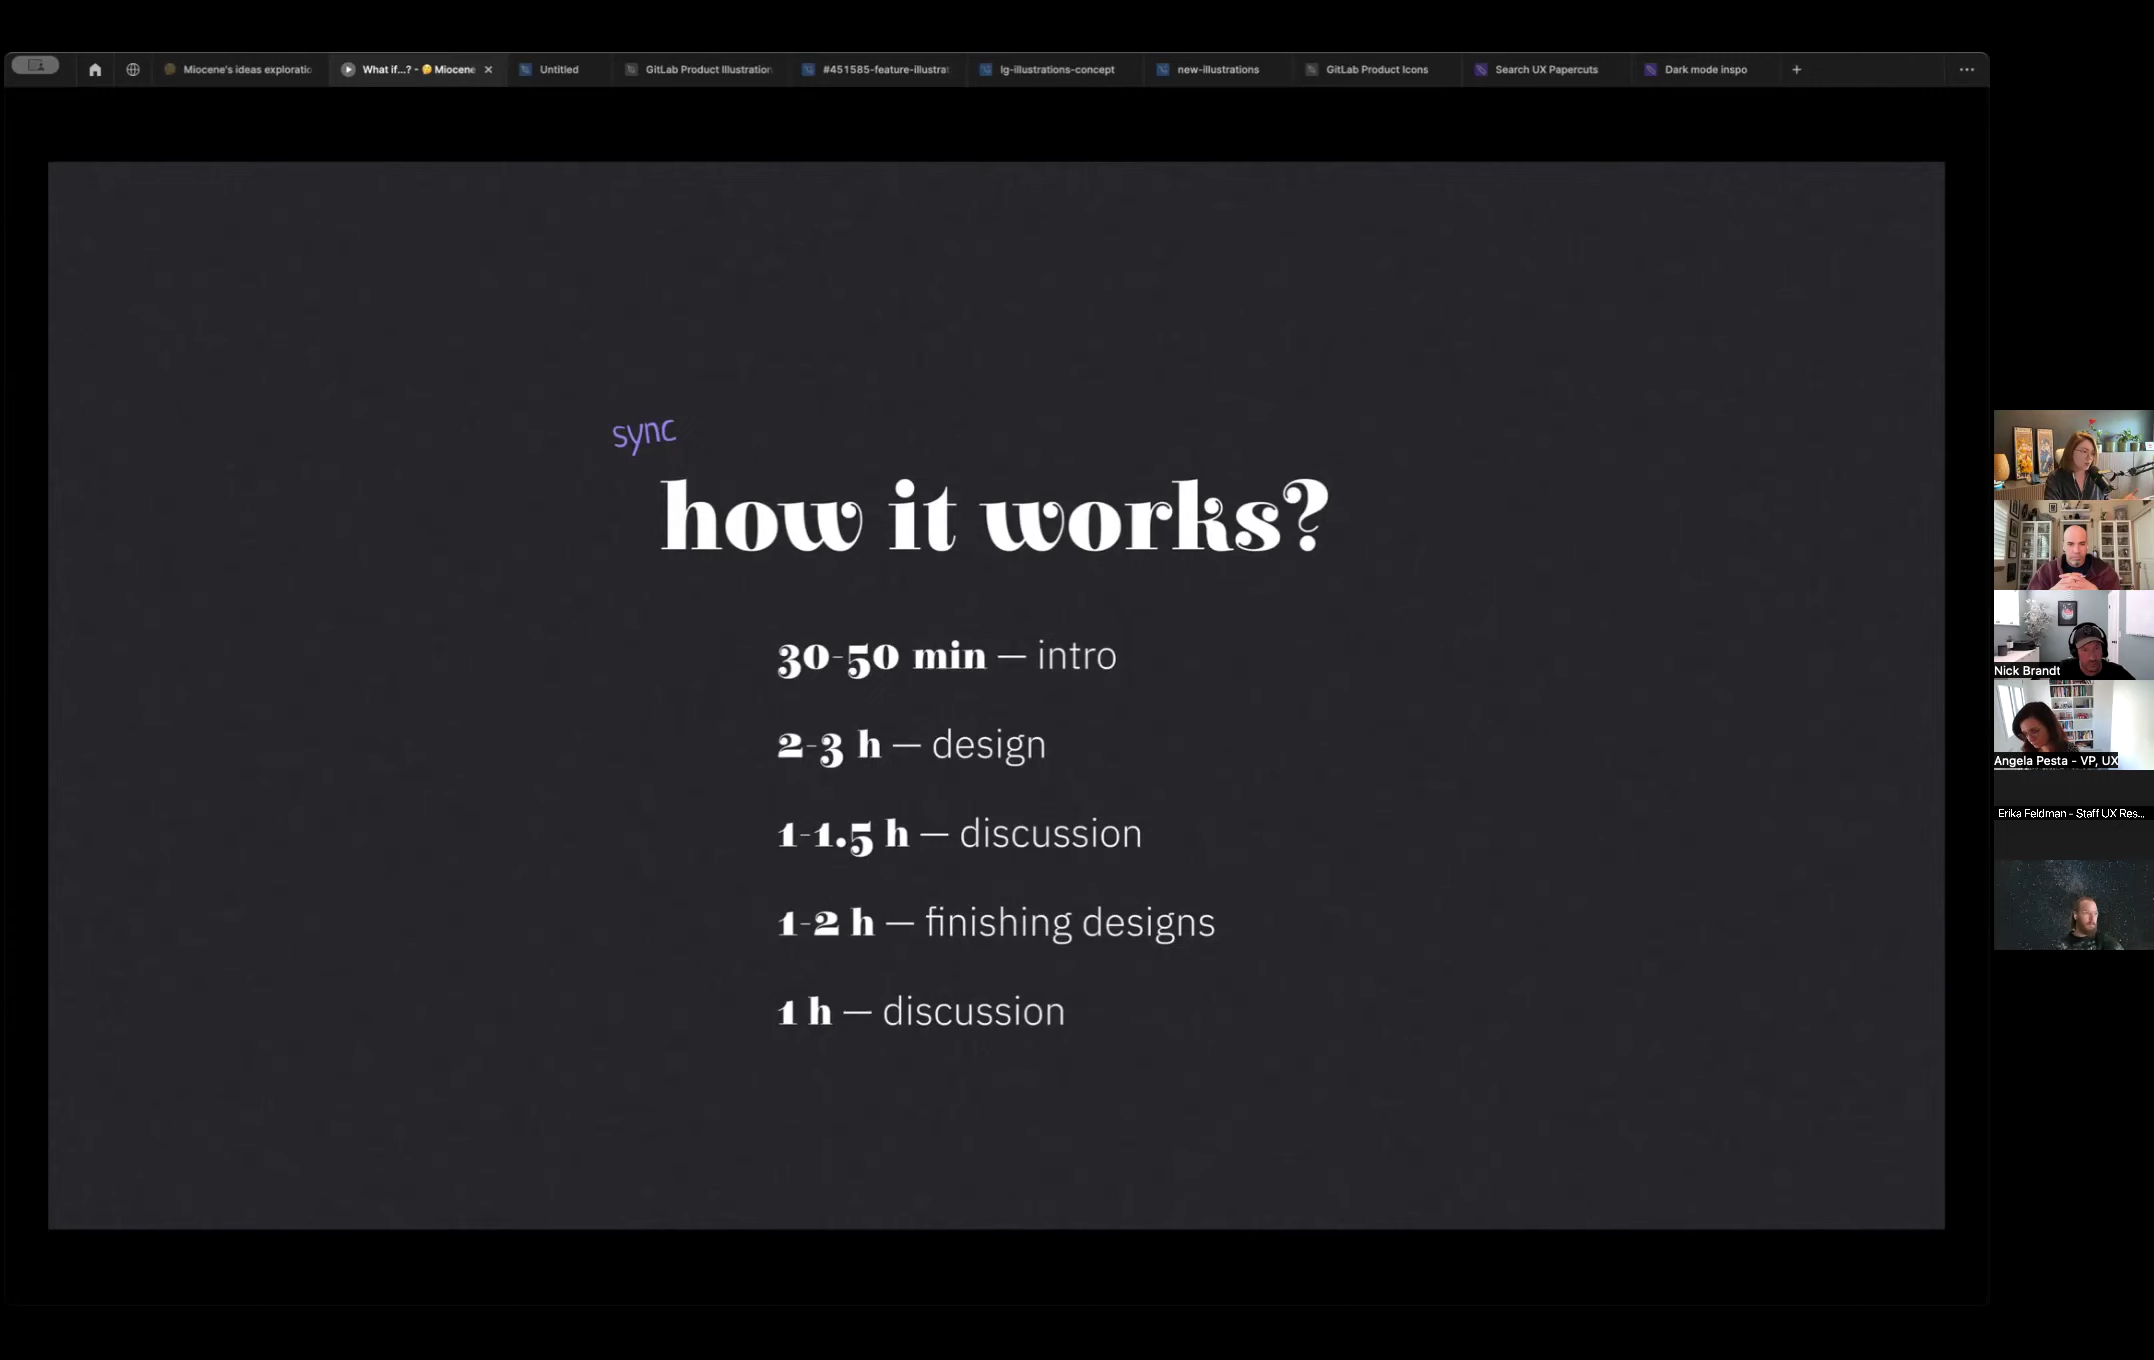 Miocene's ideas exploratio
What if...? - 🤔 Miocene
Untitled
GitLab Product Illustration
#451585-feature-illustrat
lg-illustrations-concept
new-illustrations
GitLab Product Icons
Search UX Papercuts
Dark mode inspo
sync
how it works?
30-50 min — intro
2-3 h — design
1-1.5 h — discussion
1-2 h — finishing designs
1 h — discussion
Nick Brandt
Angela Pesta - VP, UX
Erika Feldman - Staff UX Res...